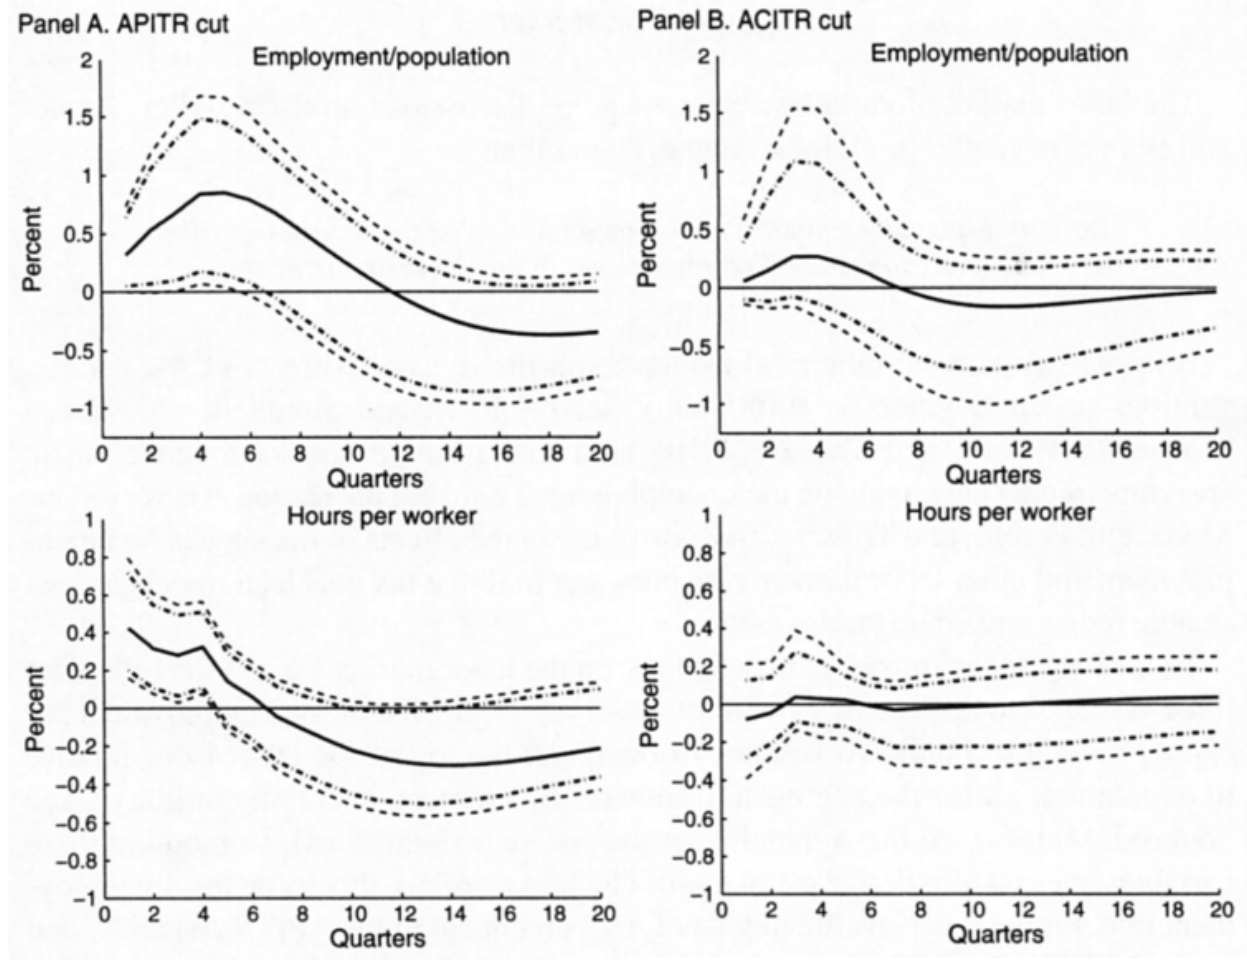 Panel A. APITR cut
Employment/population
2
1.5
1
0.5
0
−0.5
−1
Percent
0 2 4 6 8 10 12 14 16 18 20
Quarters
Hours per worker
1
0.8
0.6
0.4
0.2
0
−0.2
−0.4
−0.6
−0.8
−1
Percent
0 2 4 6 8 10 12 14 16 18 20
Quarters
Panel B. ACITR cut
Employment/population
2
1.5
1
0.5
0
−0.5
−1
Percent
0 2 4 6 8 10 12 14 16 18 20
Quarters
Hours per worker
1
0.8
0.6
0.4
0.2
0
−0.2
−0.4
−0.6
−0.8
−1
Percent
0 2 4 6 8 10 12 14 16 18 20
Quarters